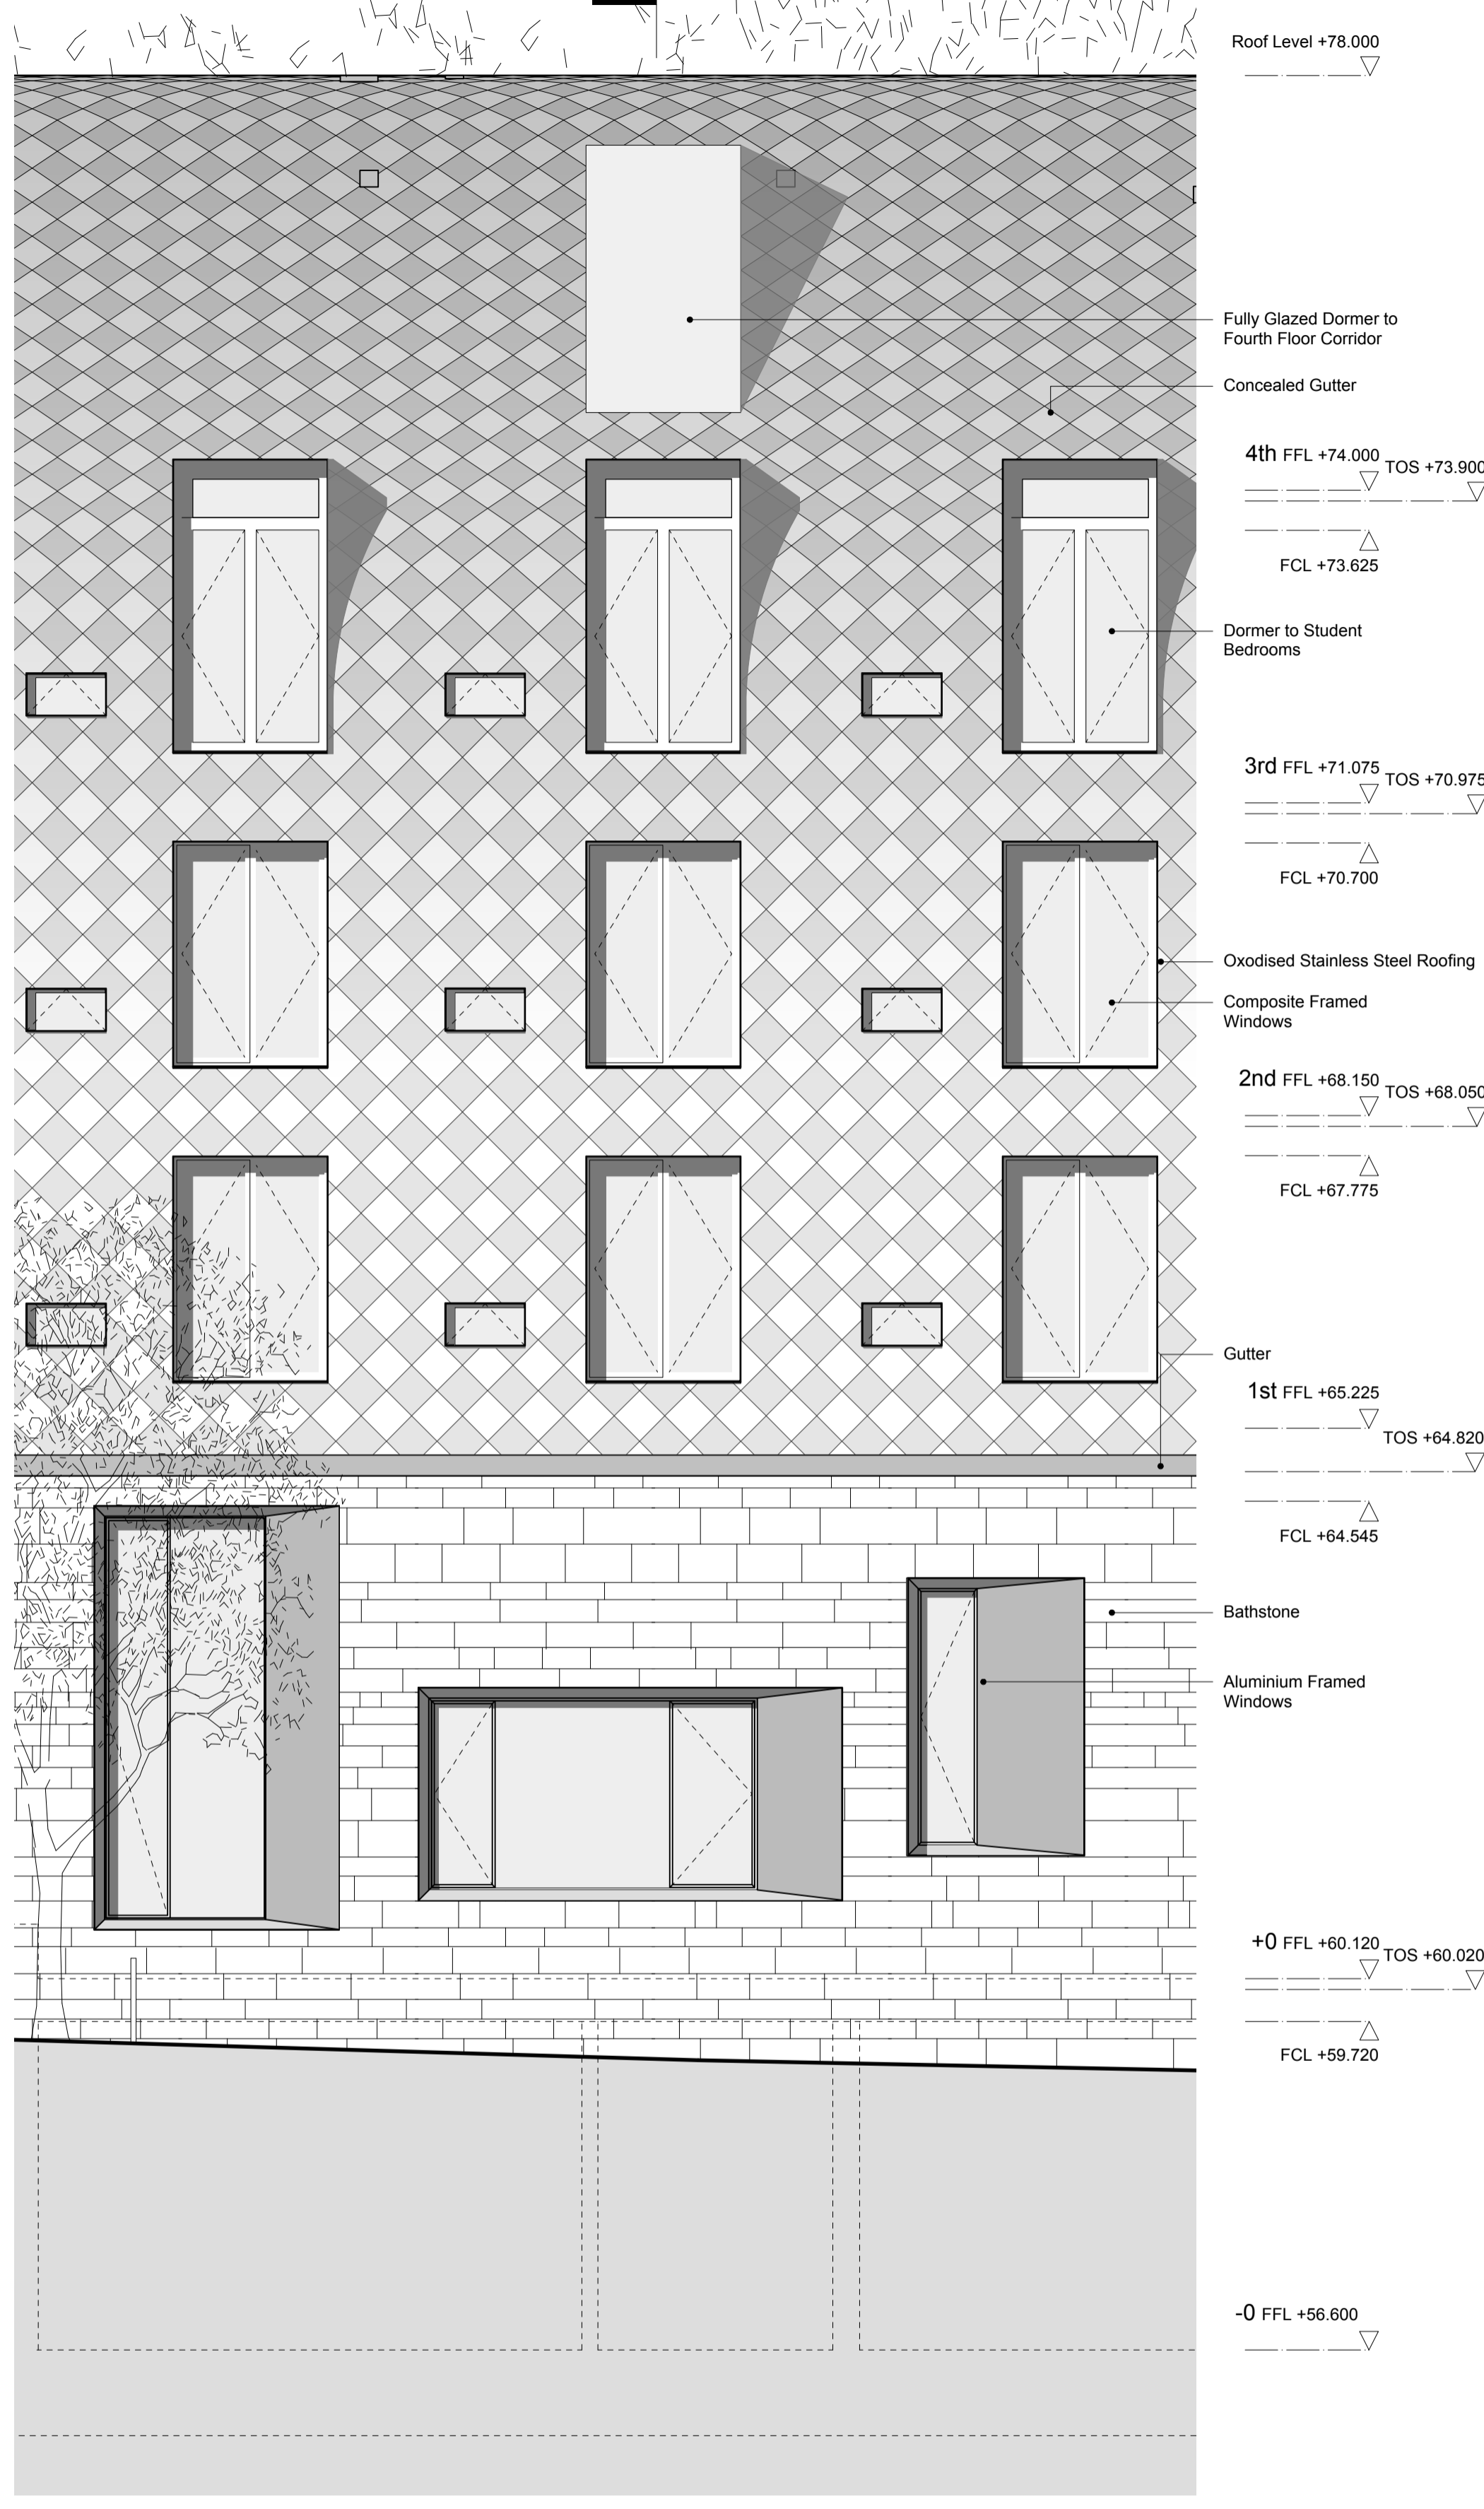 Roof Level +78.000
Fully Glazed Dormer to
Fourth Floor Corridor
Concealed Gutter
4th FFL +74.000
TOS +73.900
FCL +73.625
Dormer to Student
Bedrooms
3rd FFL +71.075
TOS +70.975
FCL +70.700
Oxodised Stainless Steel Roofing
Composite Framed
Windows
2nd FFL +68.150
TOS +68.050
FCL +67.775
Gutter
1st FFL +65.225
TOS +64.820
FCL +64.545
Bathstone
Aluminium Framed
Windows
+0 FFL +60.120
TOS +60.020
FCL +59.720
-0 FFL +56.600